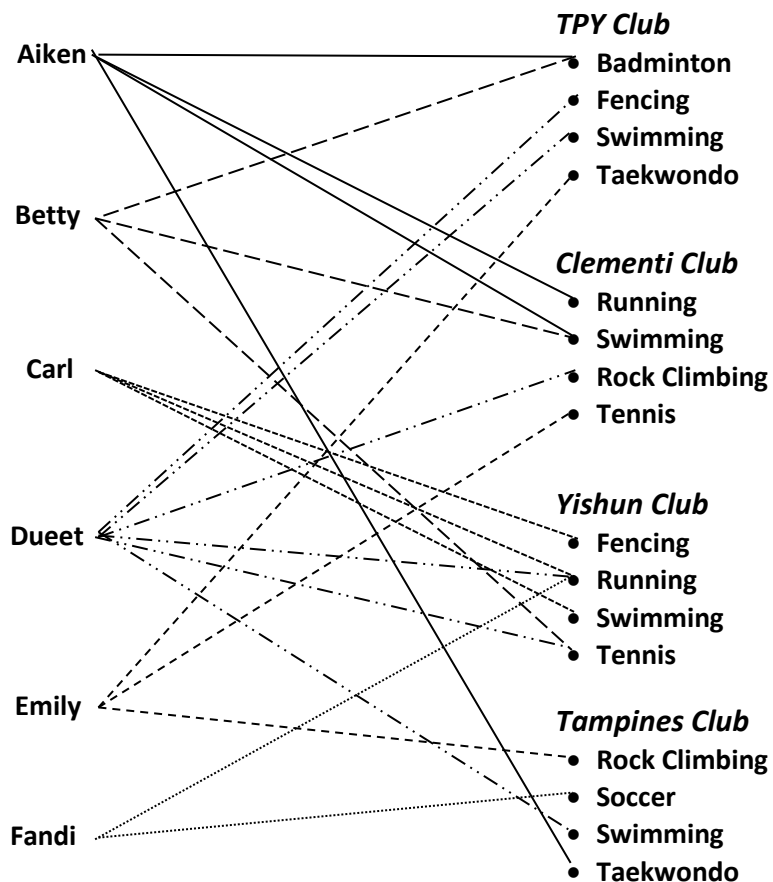 TPY Club
Aiken
• Badminton
• Fencing
• Swimming
• Taekwondo
Betty
Clementi Club
• Running
• Swimming
Carl
• Rock Climbing
• Tennis
Yishun Club
Dueet
• Fencing
• Running
• Swimming
• Tennis
Emily
Tampines Club
• Rock Climbing
• Soccer
Fandi
• Swimming
• Taekwondo